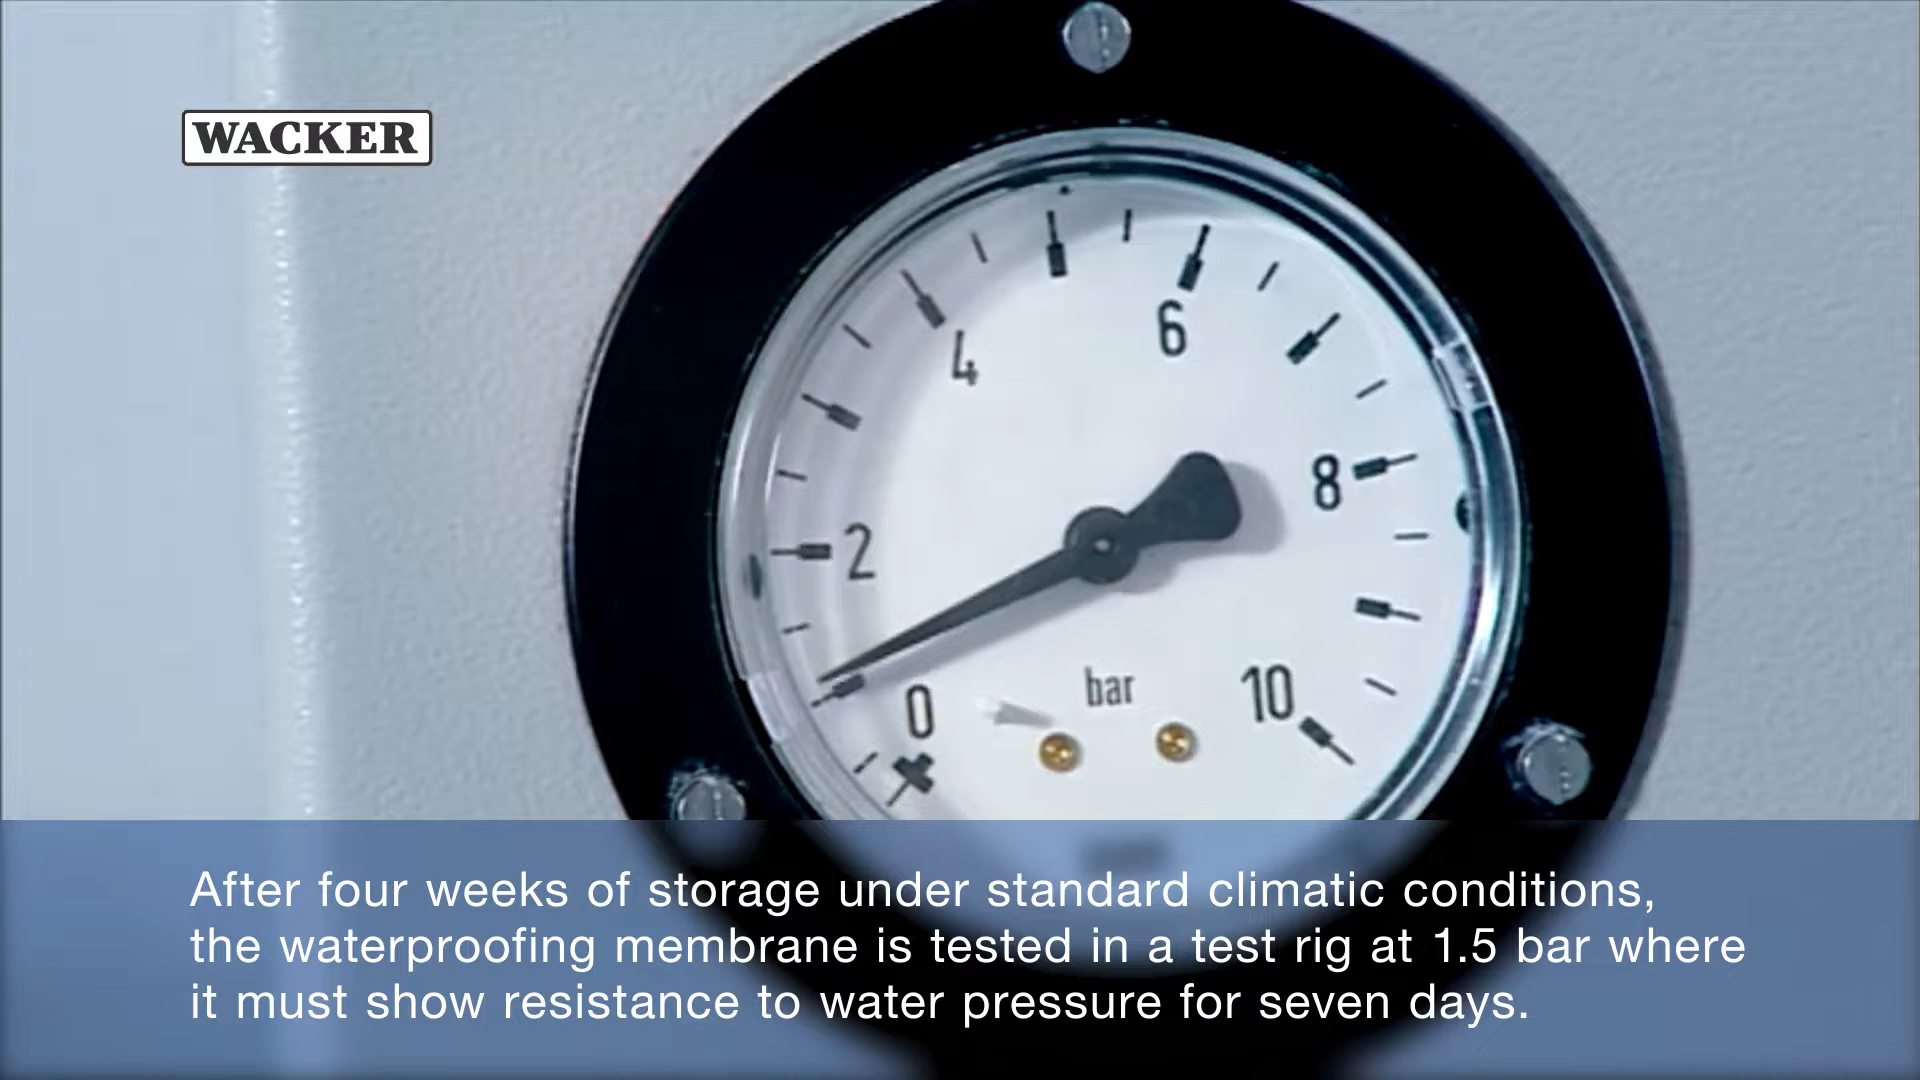 WACKER
6
4
8
2
bar
10
0
After four weeks of storage under standard climatic conditions,
the waterproofing membrane is tested in a test rig at 1.5 bar where
it must show resistance to water pressure for seven days.